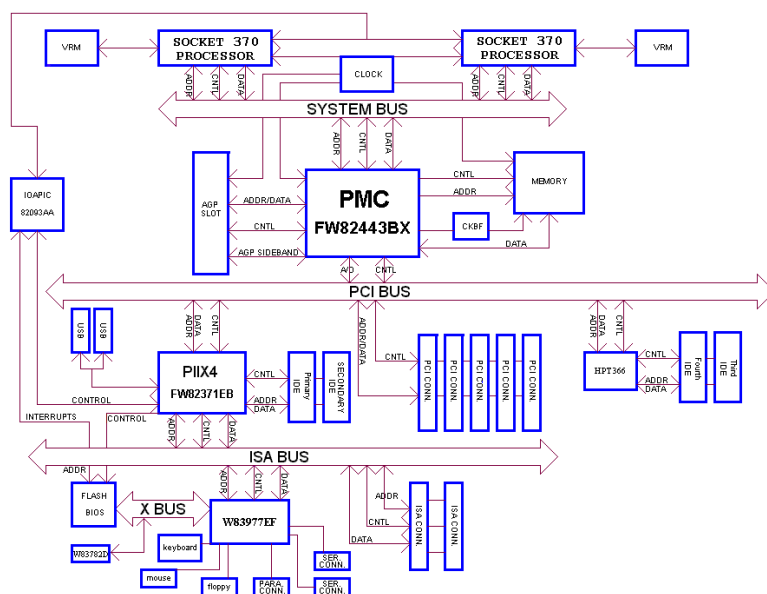 VRM
SOCKET 370
PROCESSOR
SOCKET 370
PROCESSOR
VRM
CLOCK
ADDR
CNTL
DATA
ADDR
CNTL
DATA
SYSTEM BUS
ADDR
CNTL
DATA
IOAPIC
82093AA
AGP
SLOT
ADDR/DATA
CNTL
AGP SIDEBAND
PMC
FW82443BX
CNTL
ADDR
CKBF
DATA
MEMORY
A/D
CNTL
PCI BUS
USB
USB
ADDR
DATA
CNTL
ADDR/DATA
ADDR
DATA
CNTL
PIIX4
FW82371EB
CNTL
ADDR
DATA
Primary
IDE
SECONDARY
IDE
CNTL
PCI CONN.
PCI CONN.
PCI CONN.
PCI CONN.
PCI CONN.
HPT366
CNTL
ADDR
DATA
Fourth
IDE
Third
IDE
CONTROL
INTERRUPTS
CONTROL
ADDR
CNTL
DATA
ISA BUS
ADDR
FLASH
BIOS
X BUS
ADDR
CNTL
DATA
W83977EF
ADDR
CNTL
DATA
ISA CONN.
ISA CONN.
W83782D
keyboard
mouse
floppy
PARA.
CONN.
SER.
CONN.
SER.
CONN.